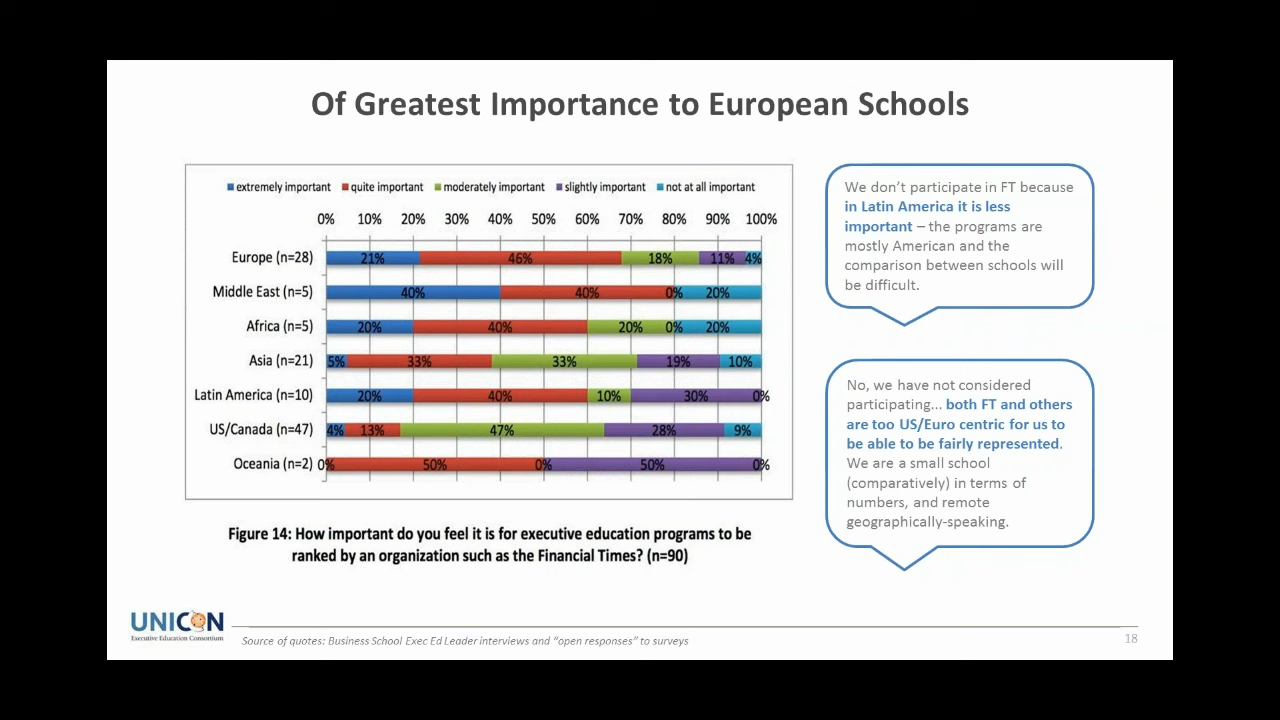 Of Greatest Importance to European Schools
extremely important quite important moderately important slightly important not at all important
0% 10% 20% 30% 40% 50% 60% 70% 80% 90% 100%
Europe (n=28) 21% 46% 18% 11% 4%
Middle East (n=5) 40% 40% 0% 20%
Africa (n=5) 20% 40% 20% 0% 20%
Asia (n=21) 5% 33% 33% 19% 10%
Latin America (n=10) 20% 40% 10% 30% 0%
US/Canada (n=47) 4% 13% 47% 28% 9%
Oceania (n=2) 0% 50% 0% 50% 0%
Figure 14: How important do you feel it is for executive education programs to be
ranked by an organization such as the Financial Times? (n=90)
We don’t participate in FT because
in Latin America it is less
important – the programs are
mostly American and the
comparison between schools will
be difficult.
No, we have not considered
participating... both FT and others
are too US/Euro centric for us to
be able to be fairly represented.
We are a small school
(comparatively) in terms of
numbers, and remote
geographically-speaking.
UNICON
Executive Education Consortium
Source of quotes: Business School Exec Ed Leader interviews and “open responses” to surveys
18